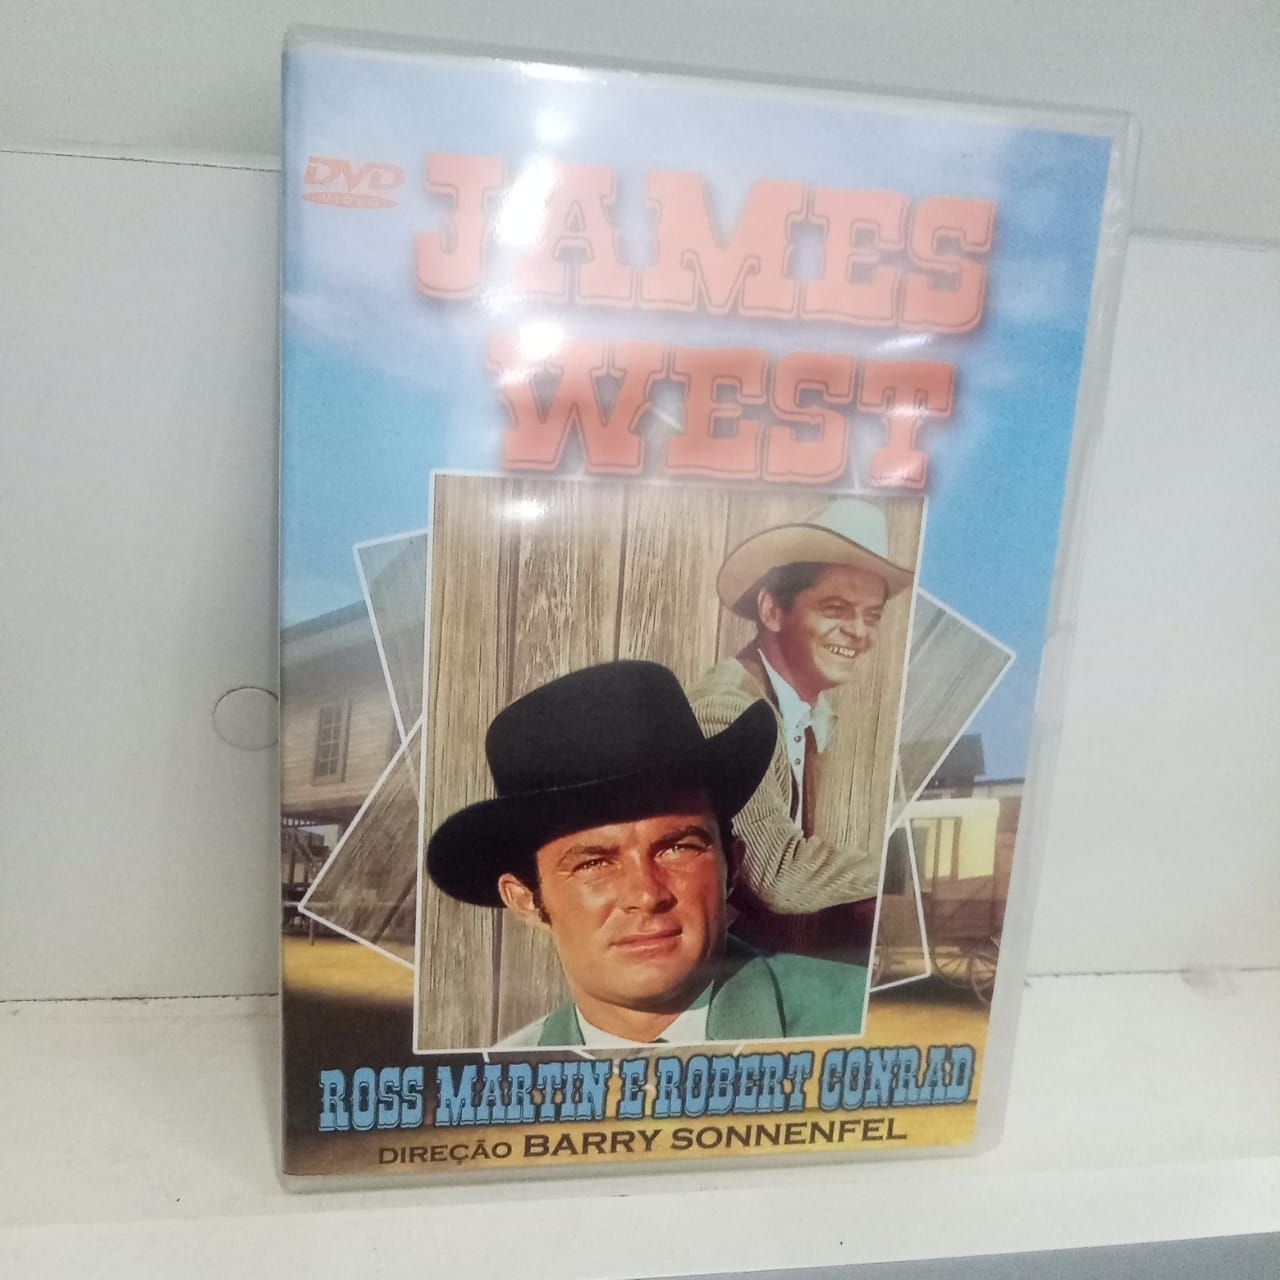 DVD
VIDEO
JAMES
WEST
ROSS MARTIN E ROBERT CONRAD
DIREÇÃO BARRY SONNENFEL